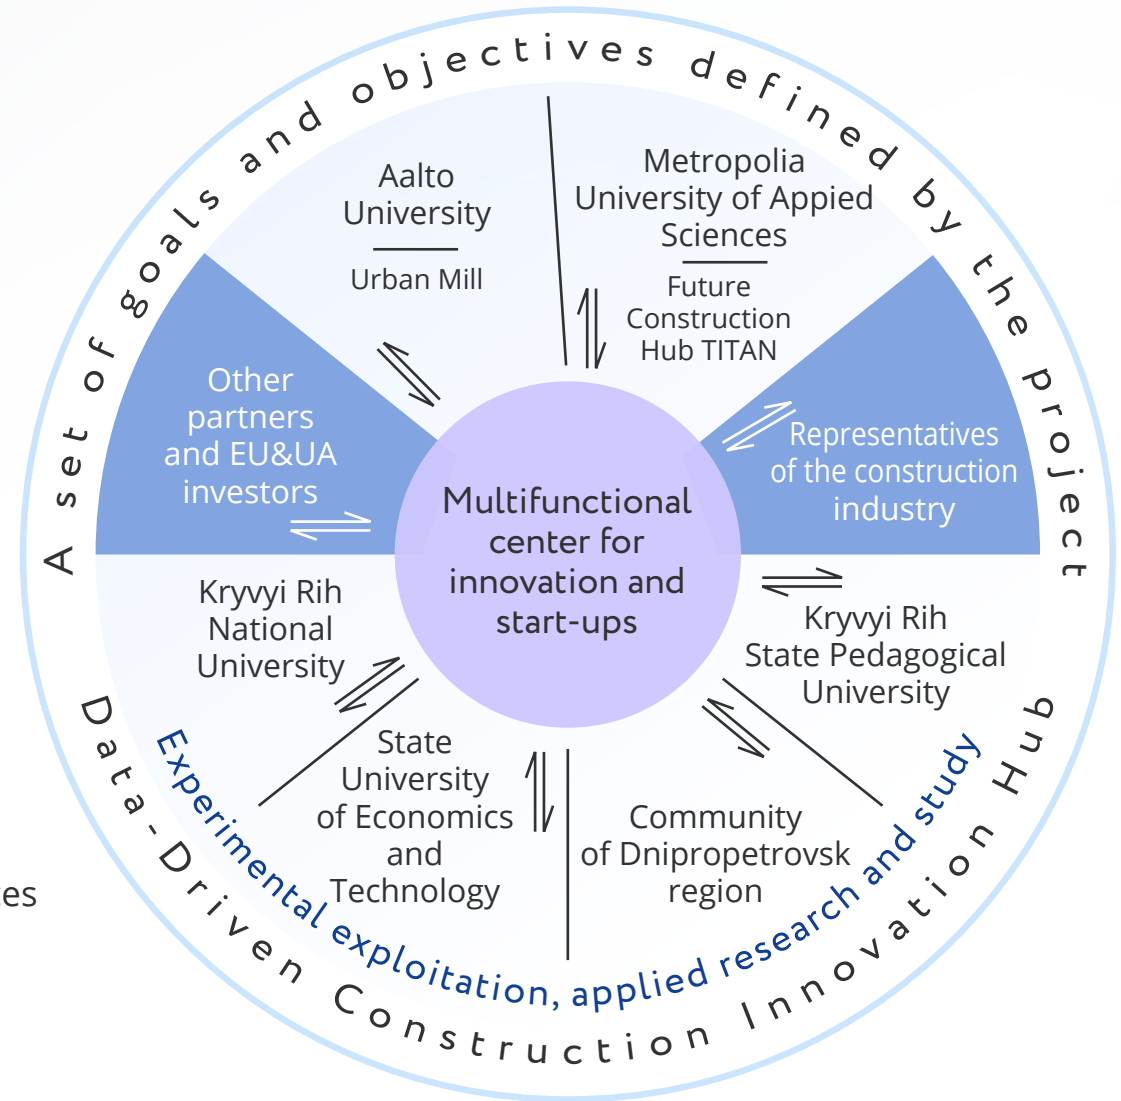 A set of goals and objectives defined by the project
Aalto
University
Urban Mill
Metropolia
University of Appied
Sciences
Future
Construction
Hub TITAN
Other
partners
and EU&UA
investors
Representatives
of the construction
industry
Multifunctional
center for
innovation and
start-ups
Kryvyi Rih
National
University
Kryvyi Rih
State Pedagogical
University
State
University
of Economics
and
Technology
Community
of Dnipropetrovsk
region
Experimental exploitation, applied research and study
Data-Driven Construction Innovation Hub